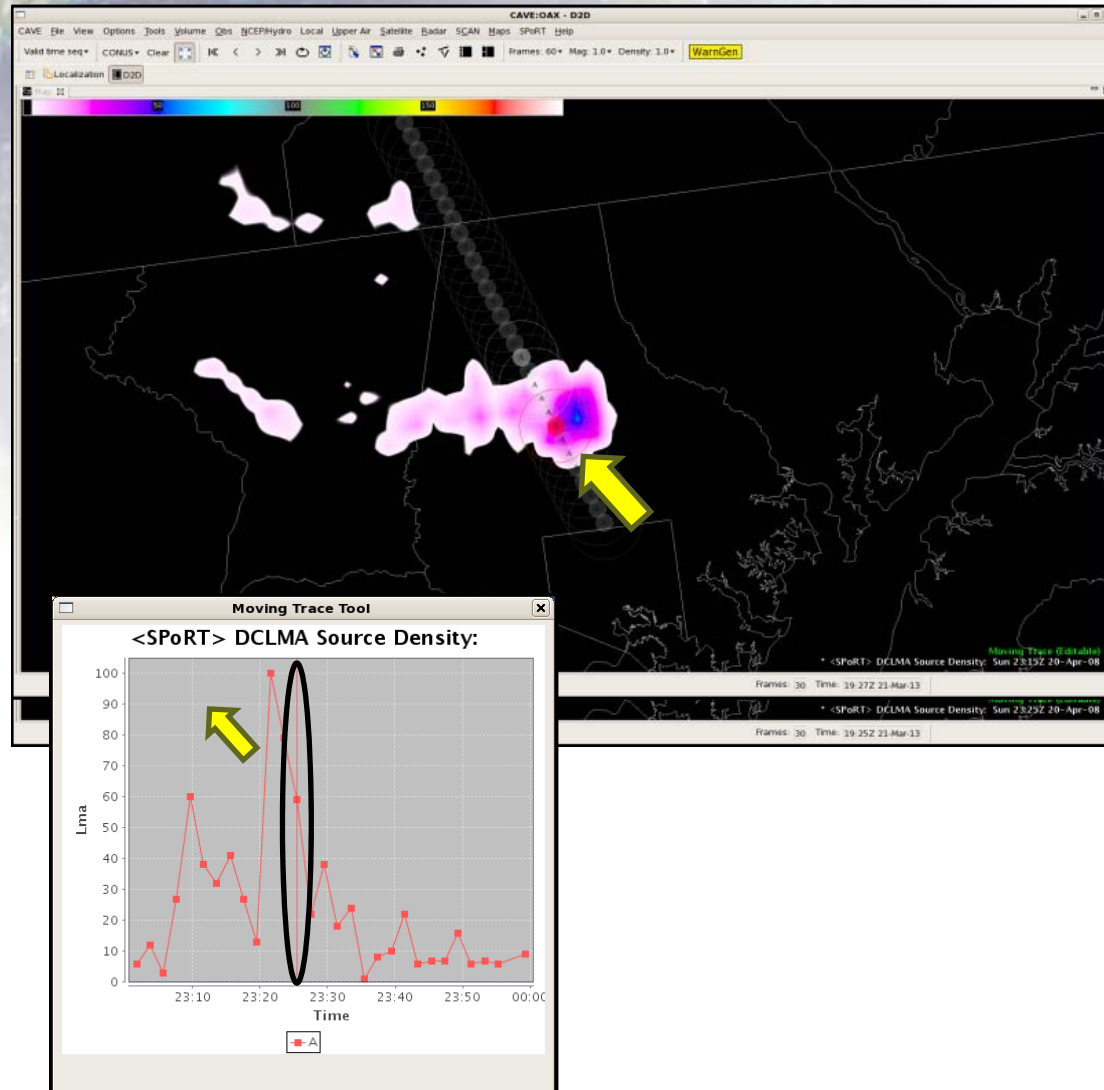 CAVE:OAX - D2D
CAVE File View Options Tools Volume Obs NCEP/Hydro Local Upper Air Satellite Radar SCAN Maps SPoRT Help
Valid time seq CONUS Clear Frames: 60 Mag: 1.0 Density: 1.0 WarnGen
Localization D2D
Map
50 100 150
A
A
A
A
A
A
Moving Trace (Editable)
* <SPoRT> DCLMA Source Density: Sun 23:15Z 20-Apr-08
Frames: 30 Time: 19:27Z 21-Mar-13
* <SPoRT> DCLMA Source Density: Sun 23:25Z 20-Apr-08
Frames: 30 Time: 19:25Z 21-Mar-13
Moving Trace Tool
<SPoRT> DCLMA Source Density:
100
90
80
70
60
50
40
30
20
10
0
Lma
23:10 23:20 23:30 23:40 23:50 00:00
Time
A